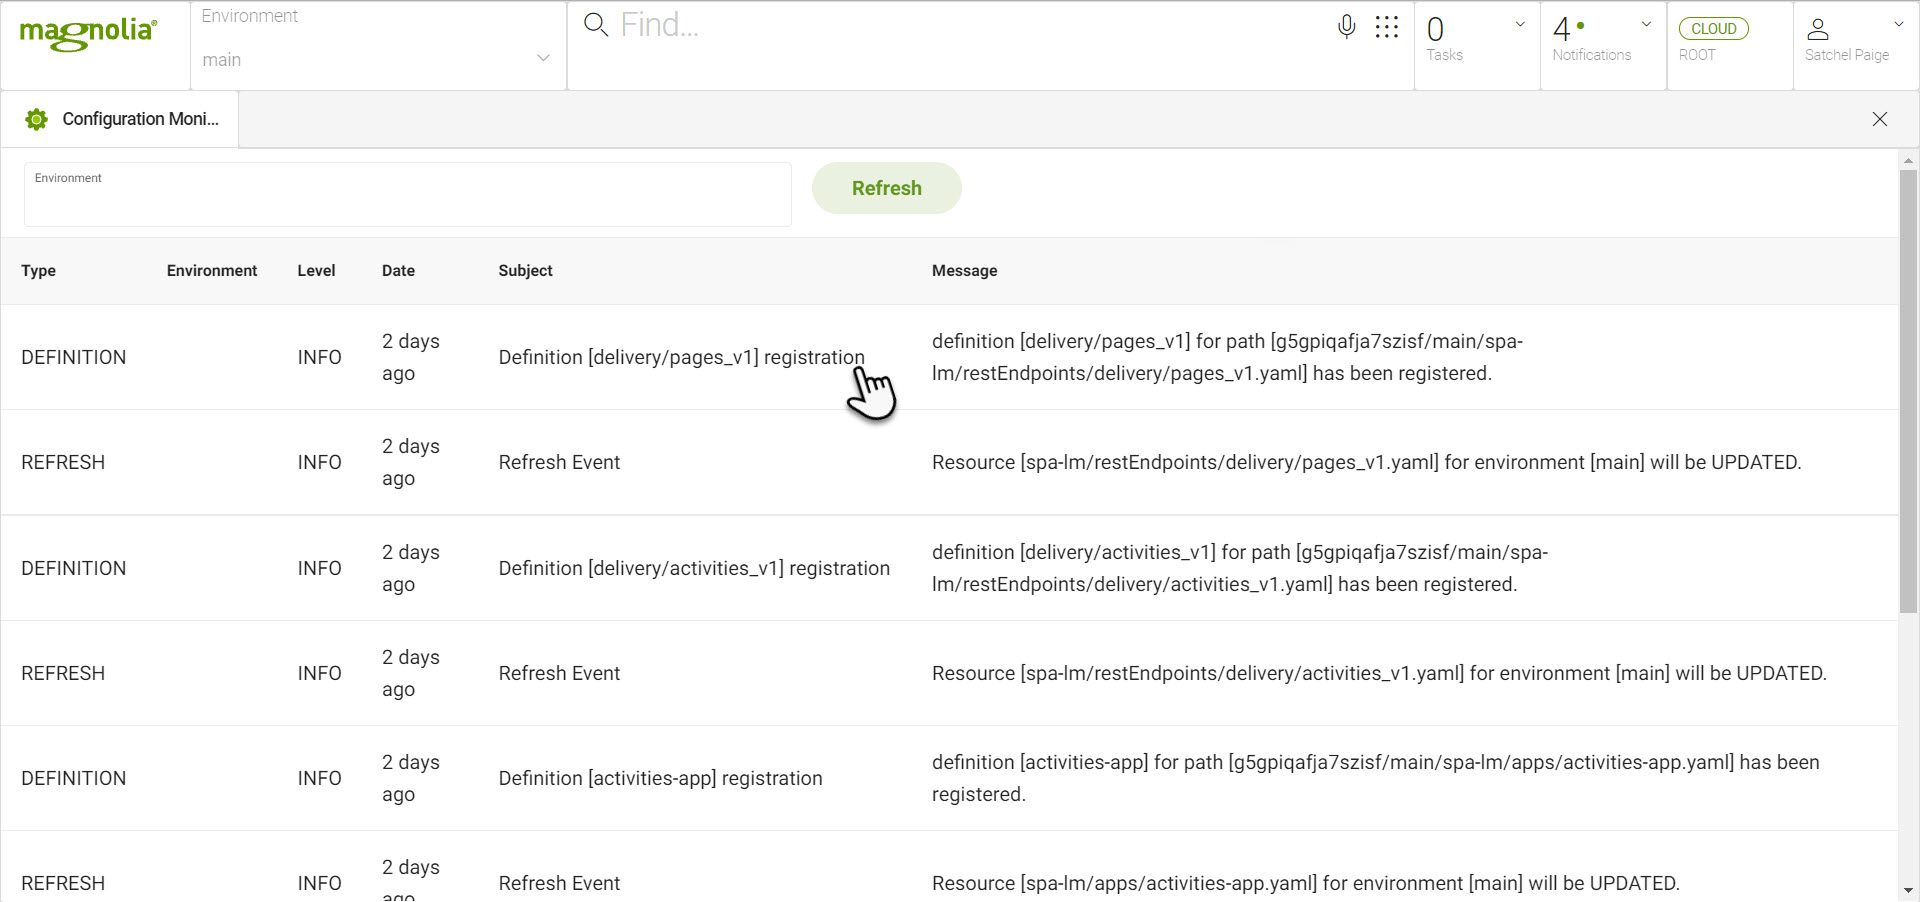 magnolia®
Environment
main
Find...
0
Tasks
4
Notifications
CLOUD
ROOT
Satchel Paige
Configuration Moni...
Environment
Refresh
Type Environment Level Date Subject Message
DEFINITION INFO 2 days ago Definition [delivery/pages_v1] registration definition [delivery/pages_v1] for path [g5gpiqafja7szisf/main/spa-
lm/restEndpoints/delivery/pages_v1.yaml] has been registered.
REFRESH INFO 2 days ago Refresh Event Resource [spa-lm/restEndpoints/delivery/pages_v1.yaml] for environment [main] will be UPDATED.
DEFINITION INFO 2 days ago Definition [delivery/activities_v1] registration definition [delivery/activities_v1] for path [g5gpiqafja7szisf/main/spa-
lm/restEndpoints/delivery/activities_v1.yaml] has been registered.
REFRESH INFO 2 days ago Refresh Event Resource [spa-lm/restEndpoints/delivery/activities_v1.yaml] for environment [main] will be UPDATED.
DEFINITION INFO 2 days ago Definition [activities-app] registration definition [activities-app] for path [g5gpiqafja7szisf/main/spa-lm/apps/activities-app.yaml] has been
registered.
REFRESH INFO 2 days ago Refresh Event Resource [spa-lm/apps/activities-app.yaml] for environment [main] will be UPDATED.